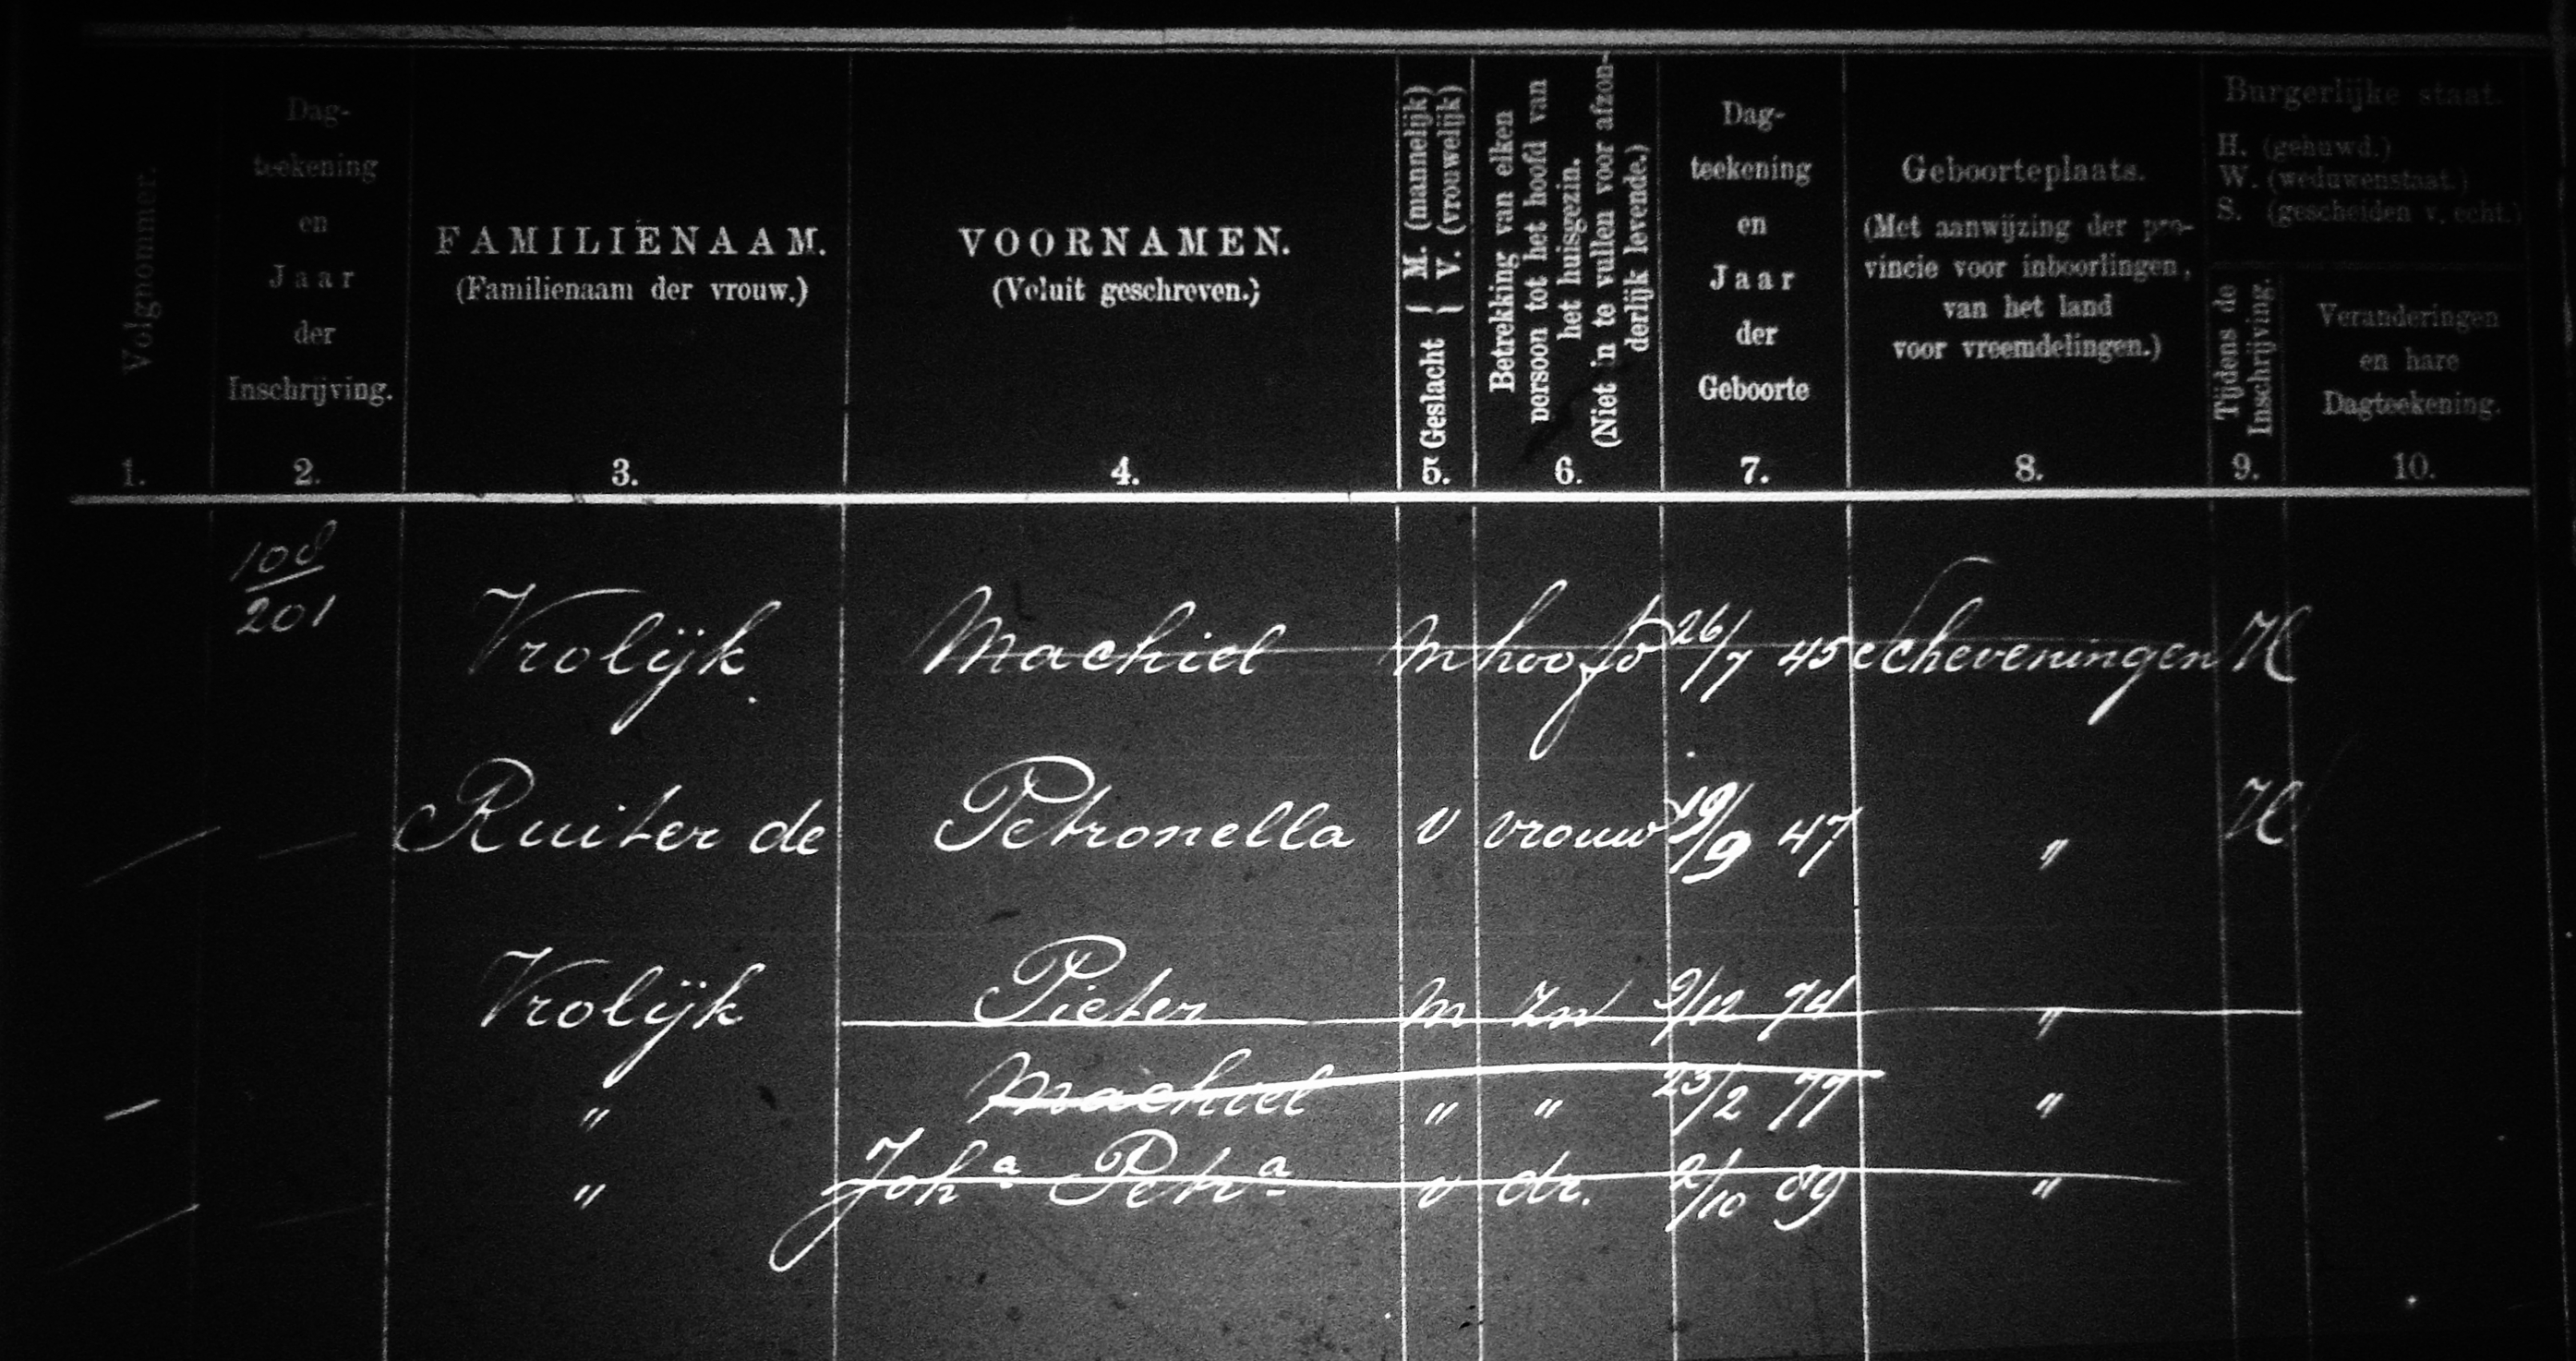 Volgnommer.
1.
Dag-
teekening
en
Jaar
der
Inschrijving.
2.
FAMILIENAAM.
(Familienaam der vrouw.)
3.
VOORNAMEN.
(Voluit geschreven.)
4.
Geslacht { M. (mannelijk)
{ V. (vrouwelijk)
5.
Betrekking van elken
persoon tot het hoofd van
het huisgezin.
(Niet in te vullen voor afzon-
derlijk levende.)
6.
Dag-
teekening
en
Jaar
der
Geboorte
7.
Geboorteplaats.
(Met aanwijzing der pro-
vincie voor inboorlingen,
van het land
voor vreemdelingen.)
8.
Burgerlijke staat.
H. (gehuwd.)
W. (weduwenstaat.)
S. (gescheiden v. echt.)
Tijdens de
Inschrijving.
9.
Veranderingen
en hare
Dagteekening.
10.
108
201
Vrolijk Machiel M hoofd 26/7 45 Scheveningen H
Ruiter de Petronella v vrouw 19/9 47 " H
Vrolijk Pieter m zn 9/12 74 "
" Machiel " " 23/2 77 "
" Joha Petra v dr. 2/10 89 "